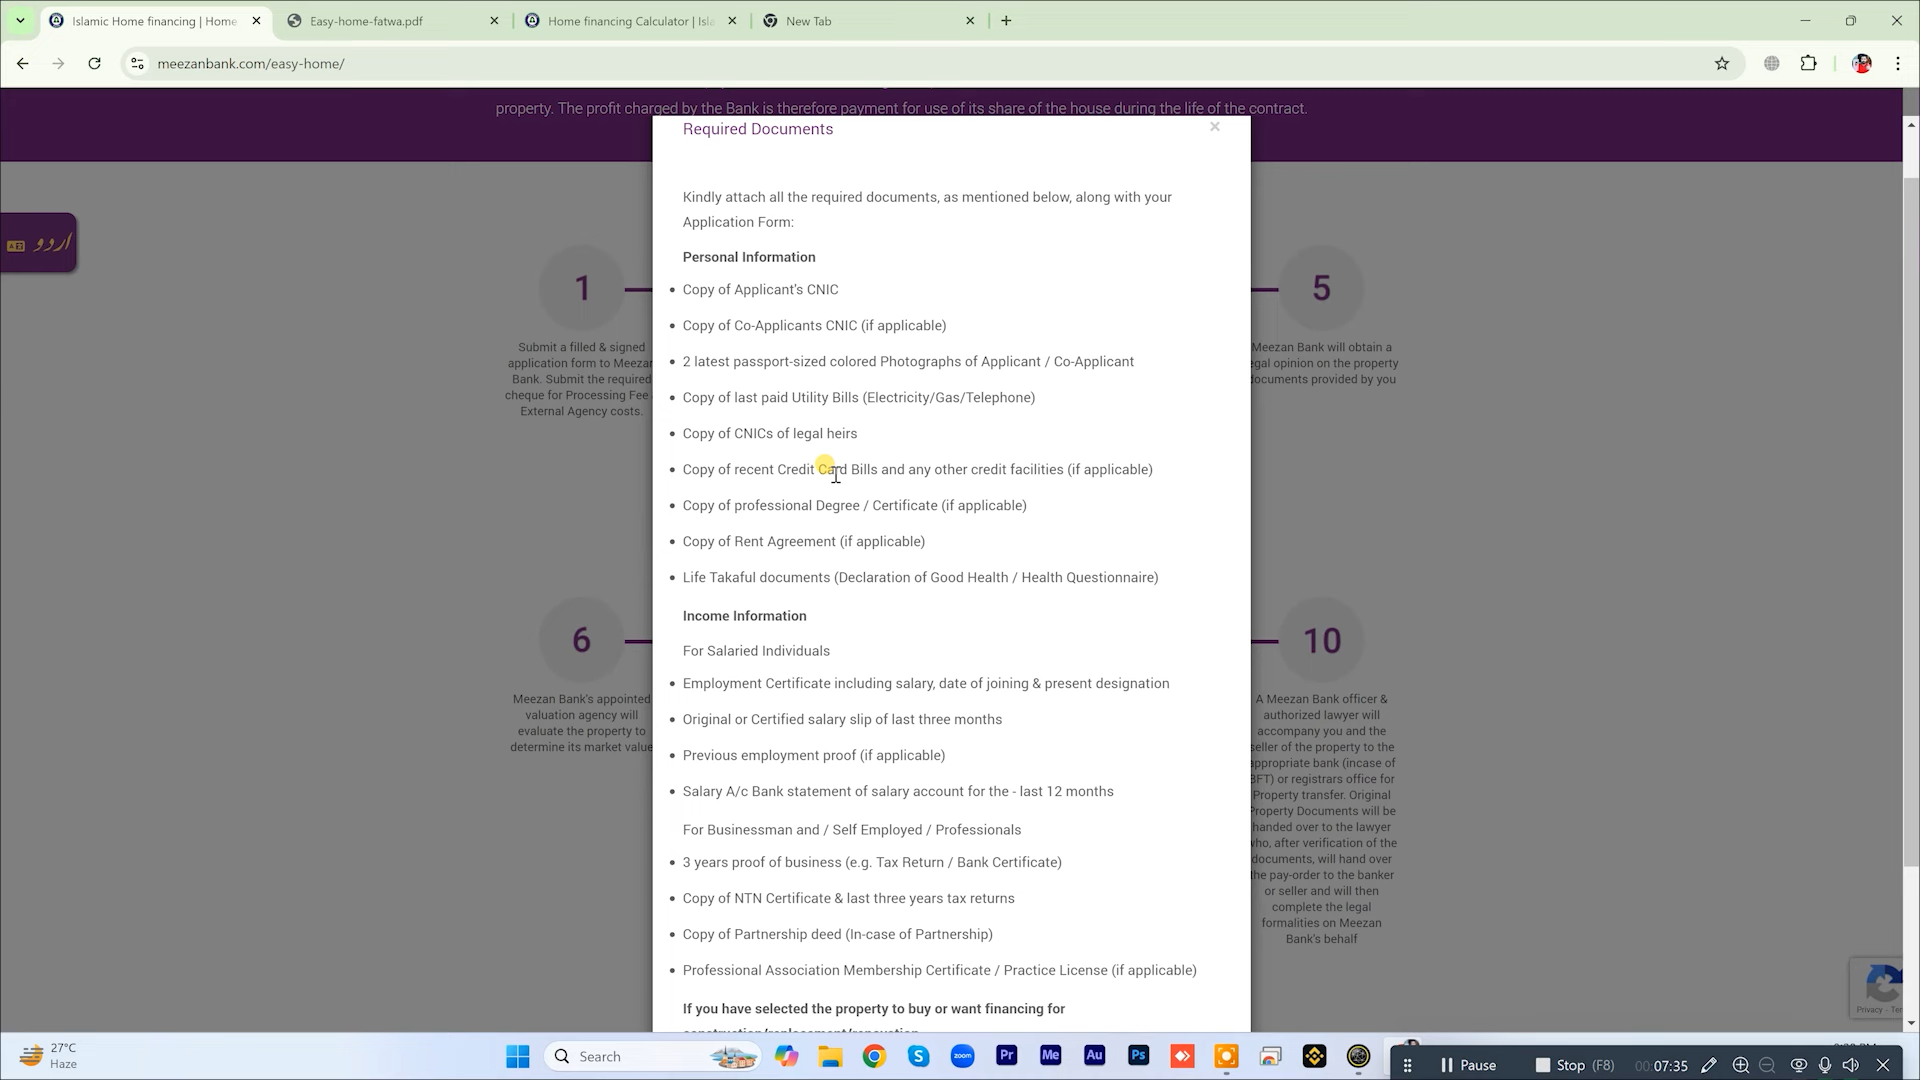 Islamic Home financing | Home
Easy-home-fatwa.pdf
Home financing Calculator | Isla
New Tab
meezanbank.com/easy-home/
property. The profit charged by the Bank is therefore payment for use of its share of the house during the life of the contract.
Required Documents
Kindly attach all the required documents, as mentioned below, along with your
Application Form:
Personal Information
• Copy of Applicant's CNIC
• Copy of Co-Applicants CNIC (if applicable)
• 2 latest passport-sized colored Photographs of Applicant / Co-Applicant
• Copy of last paid Utility Bills (Electricity/Gas/Telephone)
• Copy of CNICs of legal heirs
• Copy of recent Credit Card Bills and any other credit facilities (if applicable)
• Copy of professional Degree / Certificate (if applicable)
• Copy of Rent Agreement (if applicable)
• Life Takaful documents (Declaration of Good Health / Health Questionnaire)
Income Information
For Salaried Individuals
• Employment Certificate including salary, date of joining & present designation
• Original or Certified salary slip of last three months
• Previous employment proof (if applicable)
• Salary A/c Bank statement of salary account for the - last 12 months
For Businessman and / Self Employed / Professionals
• 3 years proof of business (e.g. Tax Return / Bank Certificate)
• Copy of NTN Certificate & last three years tax returns
• Copy of Partnership deed (In-case of Partnership)
• Professional Association Membership Certificate / Practice License (if applicable)
If you have selected the property to buy or want financing for
اردو
1
Submit a filled & signed
application form to Meezan
Bank. Submit the required
cheque for Processing Fee
External Agency costs.
5
Meezan Bank will obtain a
egal opinion on the property
documents provided by you
6
Meezan Bank's appointed
valuation agency will
evaluate the property to
determine its market value
10
A Meezan Bank officer &
authorized lawyer will
accompany you and the
seller of the property to the
appropriate bank (incase of
BFT) or registrars office for
Property transfer. Original
Property Documents will be
handed over to the lawyer
who, after verification of the
documents, will hand over
the pay-order to the banker
or seller and will then
complete the legal
formalities on Meezan
Bank's behalf
Privacy - Ter
27°C
Haze
Search
zoom
Pr
Me
Au
Ps
Pause
Stop (F8)
00:07:35